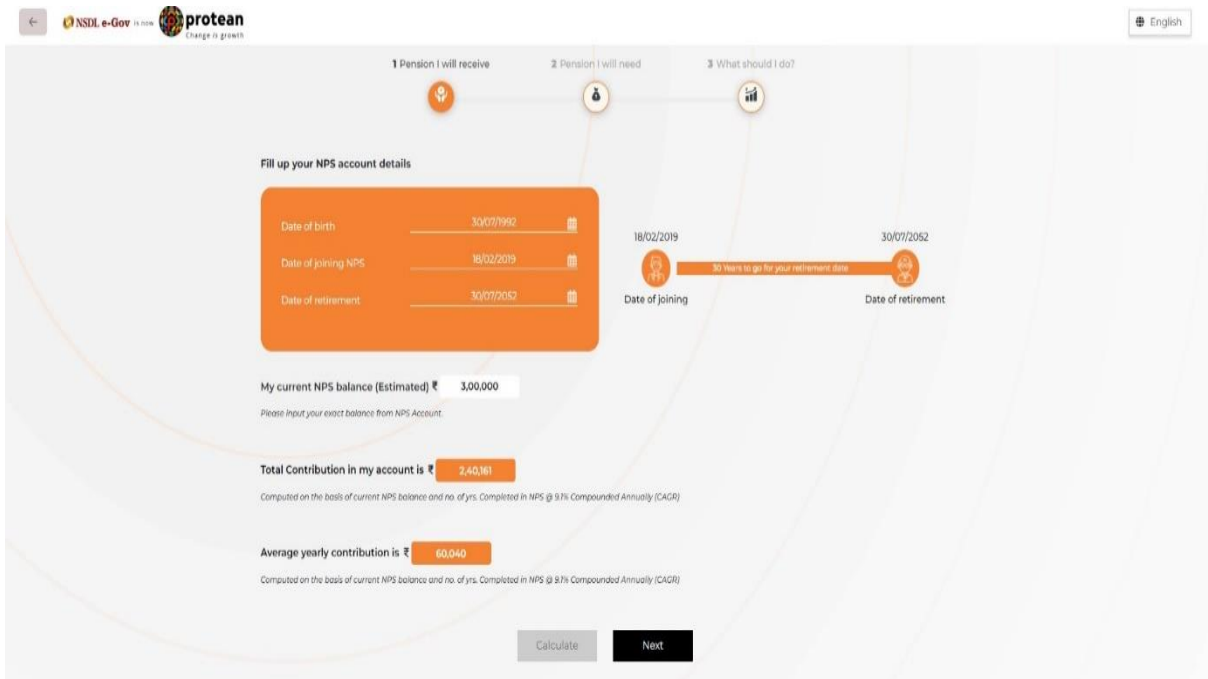 NSDL e-Gov is now protean
Change is growth
English
1 Pension I will receive
2 Pension I will need
3 What should I do?
Fill up your NPS account details
Date of birth 30/07/1992
Date of joining NPS 18/02/2019
Date of retirement 30/07/2052
18/02/2019
30/07/2052
30 Years to go for your retirement date
Date of joining
Date of retirement
My current NPS balance (Estimated) ₹ 3,00,000
Please input your exact balance from NPS Account.
Total Contribution in my account is ₹ 2,40,161
Computed on the basis of current NPS balance and no. of yrs. Completed in NPS @ 9.1% Compounded Annually (CAGR)
Average yearly contribution is ₹ 60,040
Computed on the basis of current NPS balance and no. of yrs. Completed in NPS @ 9.1% Compounded Annually (CAGR)
Calculate
Next